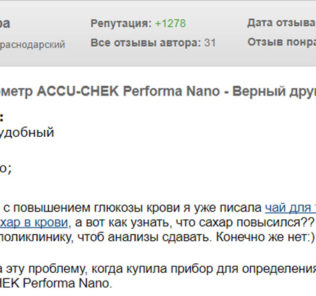 ра
Репутация: +1278
Дата отзыва
раснодарский
Все отзывы автора: 31
Отзыв понра
метр ACCU-CHEK Performa Nano - Верный друг
:
удобный
о;
с повышением глюкозы крови я уже писала чай для
хар в крови, а вот как узнать, что сахар повысился??
поликлинику, чтоб анализы сдавать. Конечно же нет:)
а эту проблему, когда купила прибор для определения
HEK Performa Nano.